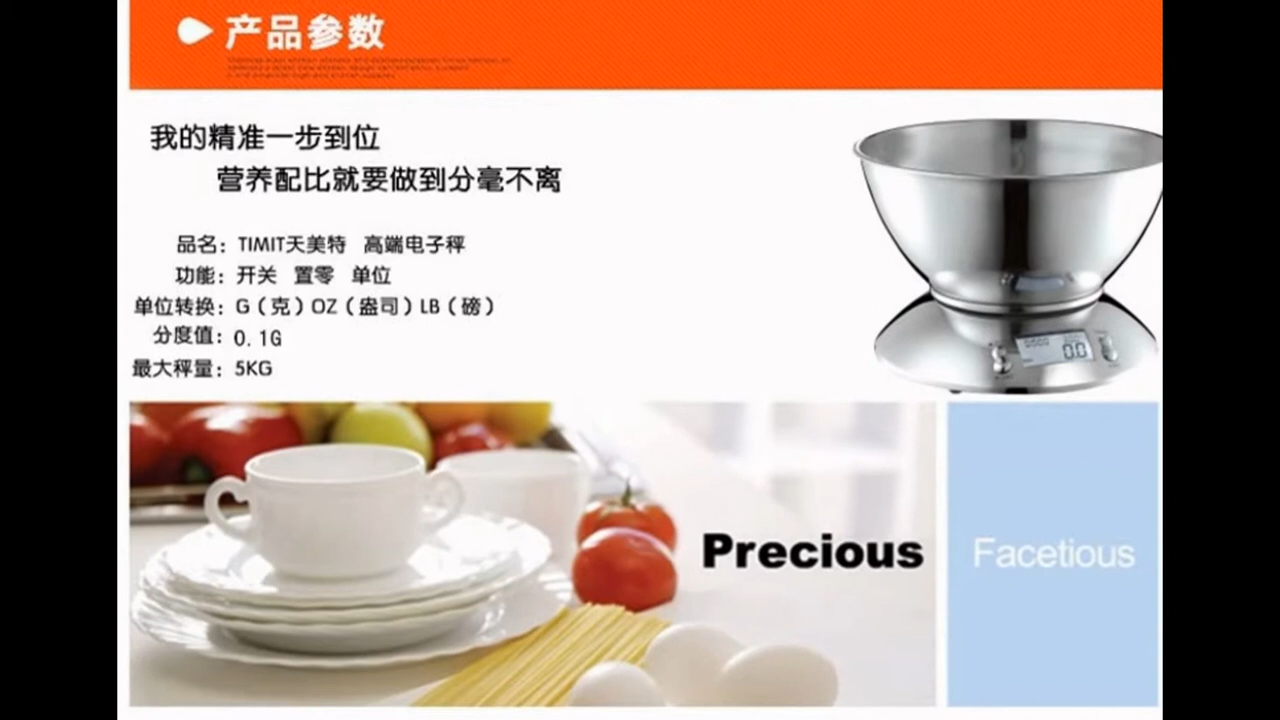 产品参数
我的精准一步到位
营养配比就要做到分毫不离
品名：TIMIT天美特 高端电子秤
功能：开关 置零 单位
单位转换：G（克）OZ（盎司）LB（磅）
分度值：0.1G
最大秤量：5KG
0.0
Precious
Facetious